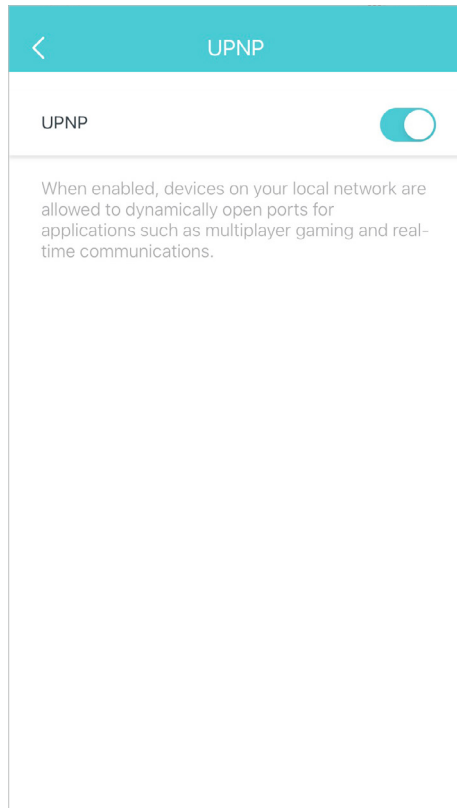 UPNP
UPNP
When enabled, devices on your local network are
allowed to dynamically open ports for
applications such as multiplayer gaming and real-
time communications.